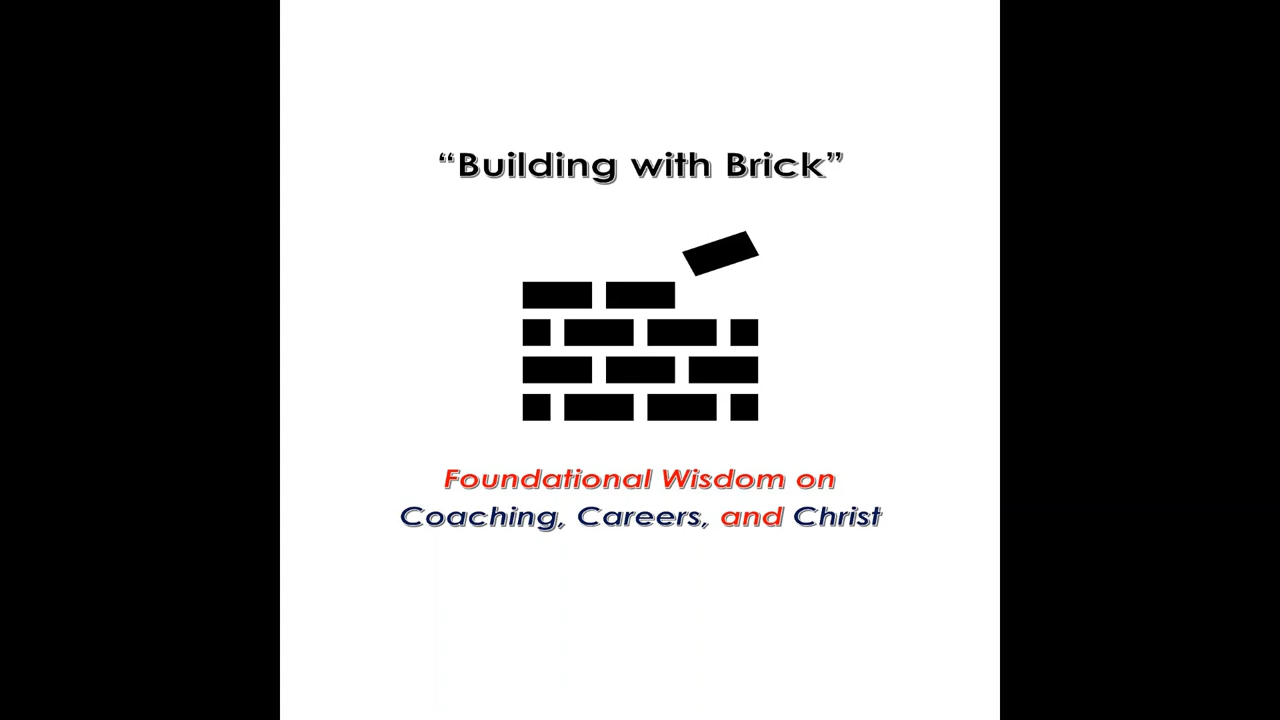 “Building with Brick”
Foundational Wisdom on
Coaching, Careers, and Christ